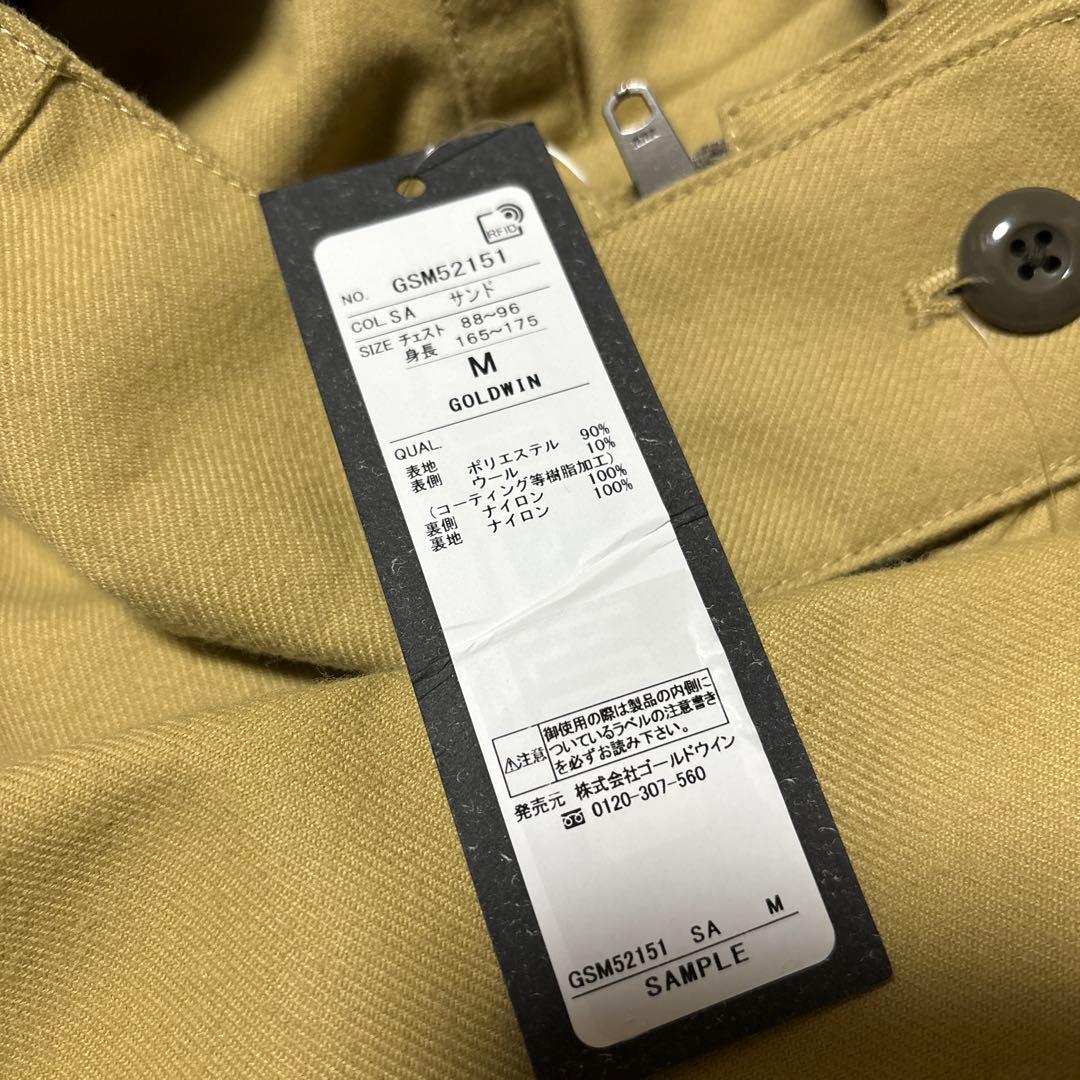 RFID
NO. GSM52151
COL.SA サンド
SIZE チェスト 88～96
身長 165～175
M
GOLDWIN
QUAL.
表地 ポリエステル 90%
表側 ウール 10%
(コーティング等樹脂加工)
裏側 ナイロン 100%
裏地 ナイロン 100%
⚠注意 御使用の際は製品の内側に
ついているラベルの注意書き
を必ずお読み下さい。
発売元 株式会社ゴールドウイン
0120-307-560
GSM52151 SA M
SAMPLE